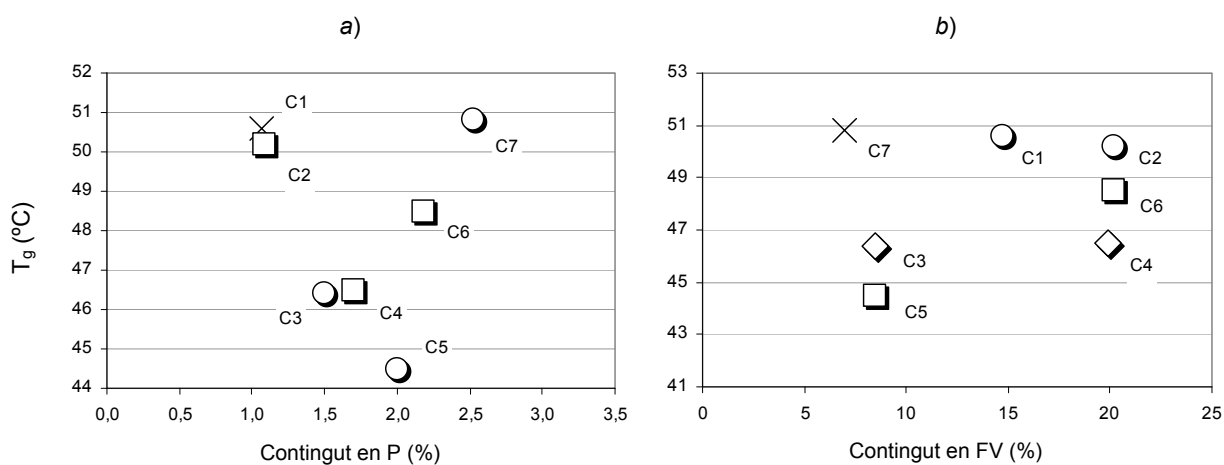 a)
52
51
50
49
48
47
46
45
44
T g (ºC)
C1
C2
C7
C6
C3
C4
C5
0,0 0,5 1,0 1,5 2,0 2,5 3,0 3,5
Contingut en P (%)
b)
53
51
49
47
45
43
41
C7
C1
C2
C6
C3
C4
C5
0 5 10 15 20 25
Contingut en FV (%)